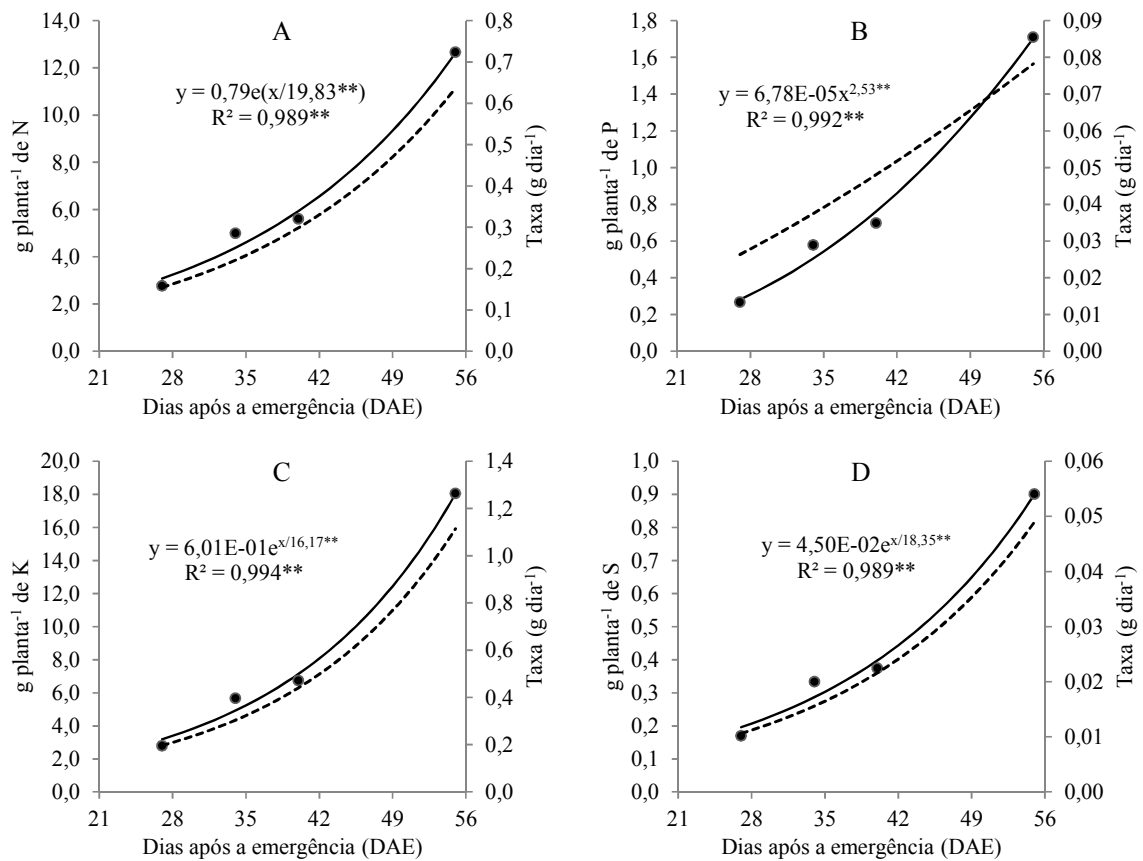 A
y = 0,79e(x/19,83**)
R² = 0,989**
g planta⁻¹ de N
14,0
12,0
10,0
8,0
6,0
4,0
2,0
0,0
0,8
0,7
0,6
0,5
0,4
0,3
0,2
0,1
0,0
Taxa (g dia⁻¹)
21 28 35 42 49 56
Dias após a emergência (DAE)
B
y = 6,78E-05x²,⁵³**
R² = 0,992**
g planta⁻¹ de P
1,8
1,6
1,4
1,2
1,0
0,8
0,6
0,4
0,2
0,0
0,09
0,08
0,07
0,06
0,05
0,04
0,03
0,02
0,01
0,00
Taxa (g dia⁻¹)
21 28 35 42 49 56
Dias após a emergência (DAE)
C
y = 6,01E-01eˣ/¹⁶,¹⁷**
R² = 0,994**
g planta⁻¹ de K
20,0
18,0
16,0
14,0
12,0
10,0
8,0
6,0
4,0
2,0
0,0
1,4
1,2
1,0
0,8
0,6
0,4
0,2
0,0
Taxa (g dia⁻¹)
21 28 35 42 49 56
Dias após a emergência (DAE)
D
y = 4,50E-02eˣ/¹⁸,³⁵**
R² = 0,989**
g planta⁻¹ de S
1,0
0,9
0,8
0,7
0,6
0,5
0,4
0,3
0,2
0,1
0,0
0,06
0,05
0,04
0,03
0,02
0,01
0,00
Taxa (g dia⁻¹)
21 28 35 42 49 56
Dias após a emergência (DAE)